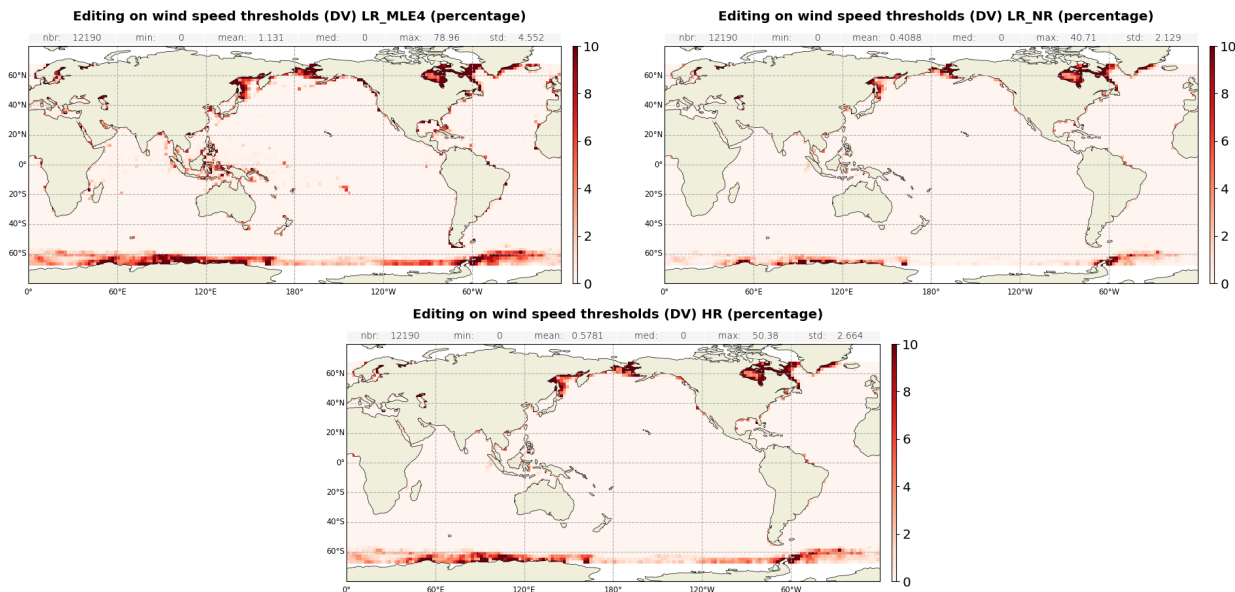 Editing on wind speed thresholds (DV) LR_MLE4 (percentage)
nbr: 12190 min: 0 mean: 1.131 med: 0 max: 78.96 std: 4.552
10
8
6
4
2
0
60°N
40°N
20°N
0°
20°S
40°S
60°S
0° 60°E 120°E 180° 120°W 60°W
Editing on wind speed thresholds (DV) LR_NR (percentage)
nbr: 12190 min: 0 mean: 0.4088 med: 0 max: 40.71 std: 2.129
10
8
6
4
2
0
60°N
40°N
20°N
0°
20°S
40°S
60°S
0° 60°E 120°E 180° 120°W 60°W
Editing on wind speed thresholds (DV) HR (percentage)
nbr: 12190 min: 0 mean: 0.5781 med: 0 max: 50.38 std: 2.664
10
8
6
4
2
0
60°N
40°N
20°N
0°
20°S
40°S
60°S
0° 60°E 120°E 180° 120°W 60°W